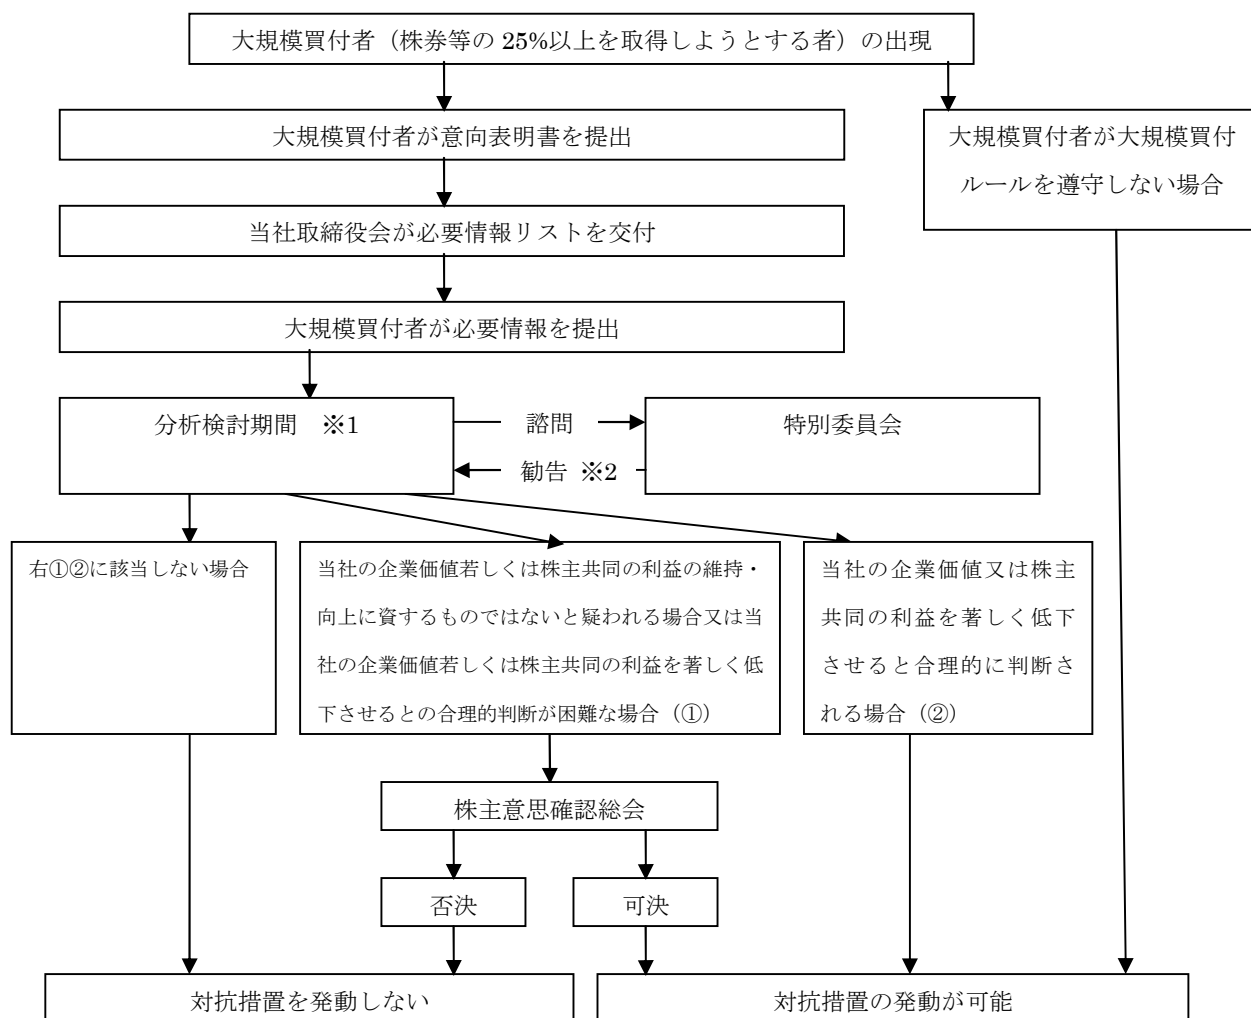 大規模買付者（株券等の 25%以上を取得しようとする者）の出現
大規模買付者が意向表明書を提出
大規模買付者が大規模買付
ルールを遵守しない場合
当社取締役会が必要情報リストを交付
大規模買付者が必要情報を提出
分析検討期間　※1
諮問
特別委員会
勧告 ※2
右①②に該当しない場合
当社の企業価値若しくは株主共同の利益の維持・
向上に資するものではないと疑われる場合又は当
社の企業価値若しくは株主共同の利益を著しく低
下させるとの合理的判断が困難な場合（①）
当社の企業価値又は株主
共同の利益を著しく低下
させると合理的に判断さ
れる場合（②）
株主意思確認総会
否決
可決
対抗措置を発動しない
対抗措置の発動が可能